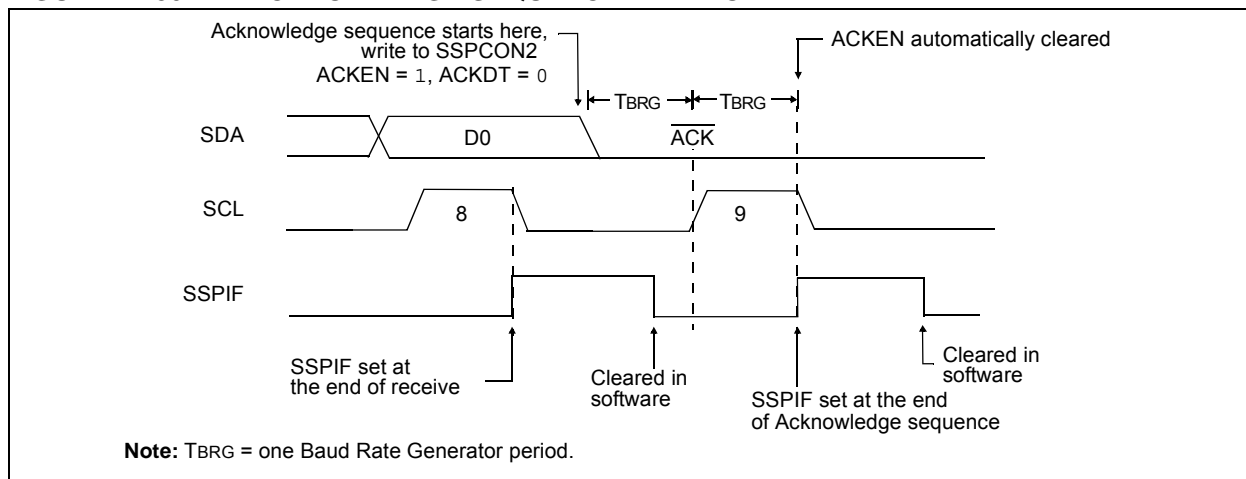 Acknowledge sequence starts here,
write to SSPCON2
ACKEN = 1, ACKDT = 0
ACKEN automatically cleared
TBRG
TBRG
SDA
D0
ACK
SCL
8
9
SSPIF
SSPIF set at
the end of receive
Cleared in
software
SSPIF set at the end
of Acknowledge sequence
Cleared in
software
Note: TBRG = one Baud Rate Generator period.